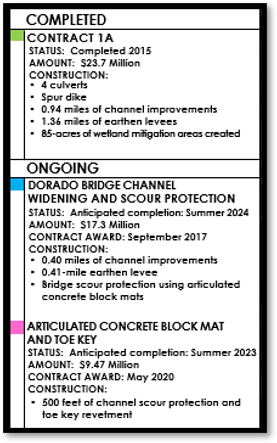 COMPLETED
CONTRACT 1A
STATUS: Completed 2015
AMOUNT: $23.7 Million
CONSTRUCTION:
• 4 culverts
• Spur dike
• 0.94 miles of channel improvements
• 1.36 miles of earthen levees
• 85-acres of wetland mitigation areas created
ONGOING
DORADO BRIDGE CHANNEL
WIDENING AND SCOUR PROTECTION
STATUS: Anticipated completion: Summer 2024
AMOUNT: $17.3 Million
CONTRACT AWARD: September 2017
CONSTRUCTION:
• 0.40 miles of channel improvements
• 0.41-mile earthen levee
• Bridge scour protection using articulated
concrete block mats
ARTICULATED CONCRETE BLOCK MAT
AND TOE KEY
STATUS: Anticipated completion: Summer 2023
AMOUNT: $9.47 Million
CONTRACT AWARD: May 2020
CONSTRUCTION:
• 500 feet of channel scour protection and
toe key revetment